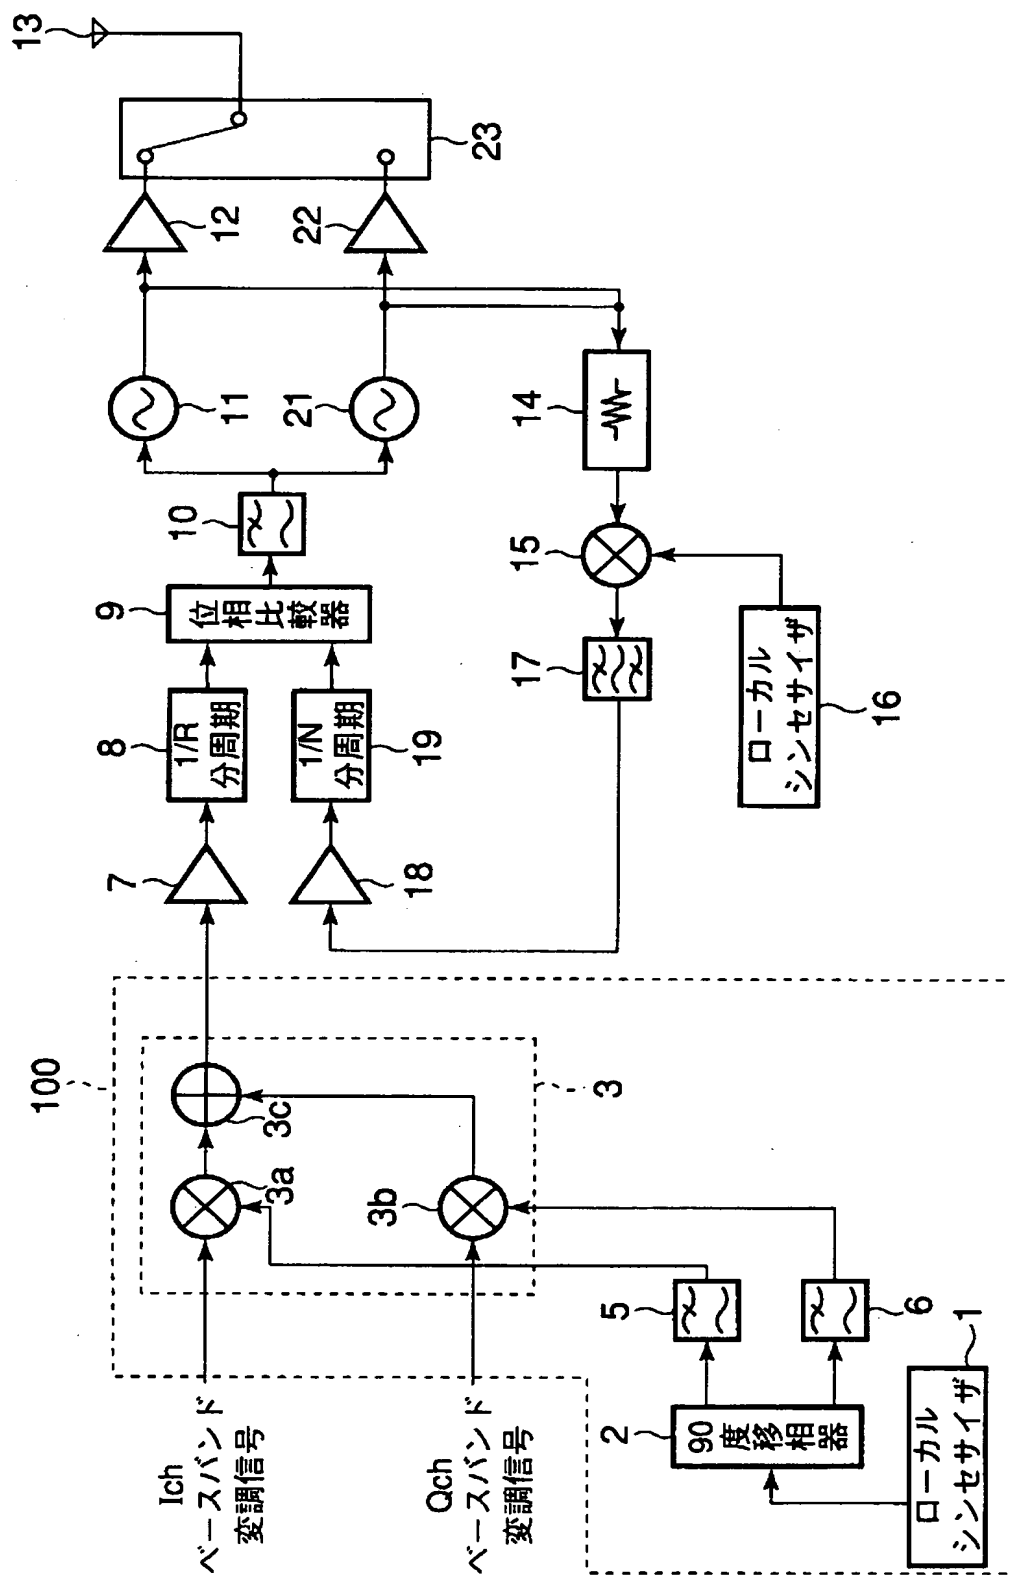 100
Ich
ベースバンド
変調信号
Qch
ベースバンド
変調信号
3a
3b
3c
3
ローカル
シンセサイザ
1
90
度移相器
2
5
6
7
1/R
分周期
8
位相比較器
9
10
11
12
13
21
22
23
14
15
ローカル
シンセサイザ
16
17
18
1/N
分周期
19